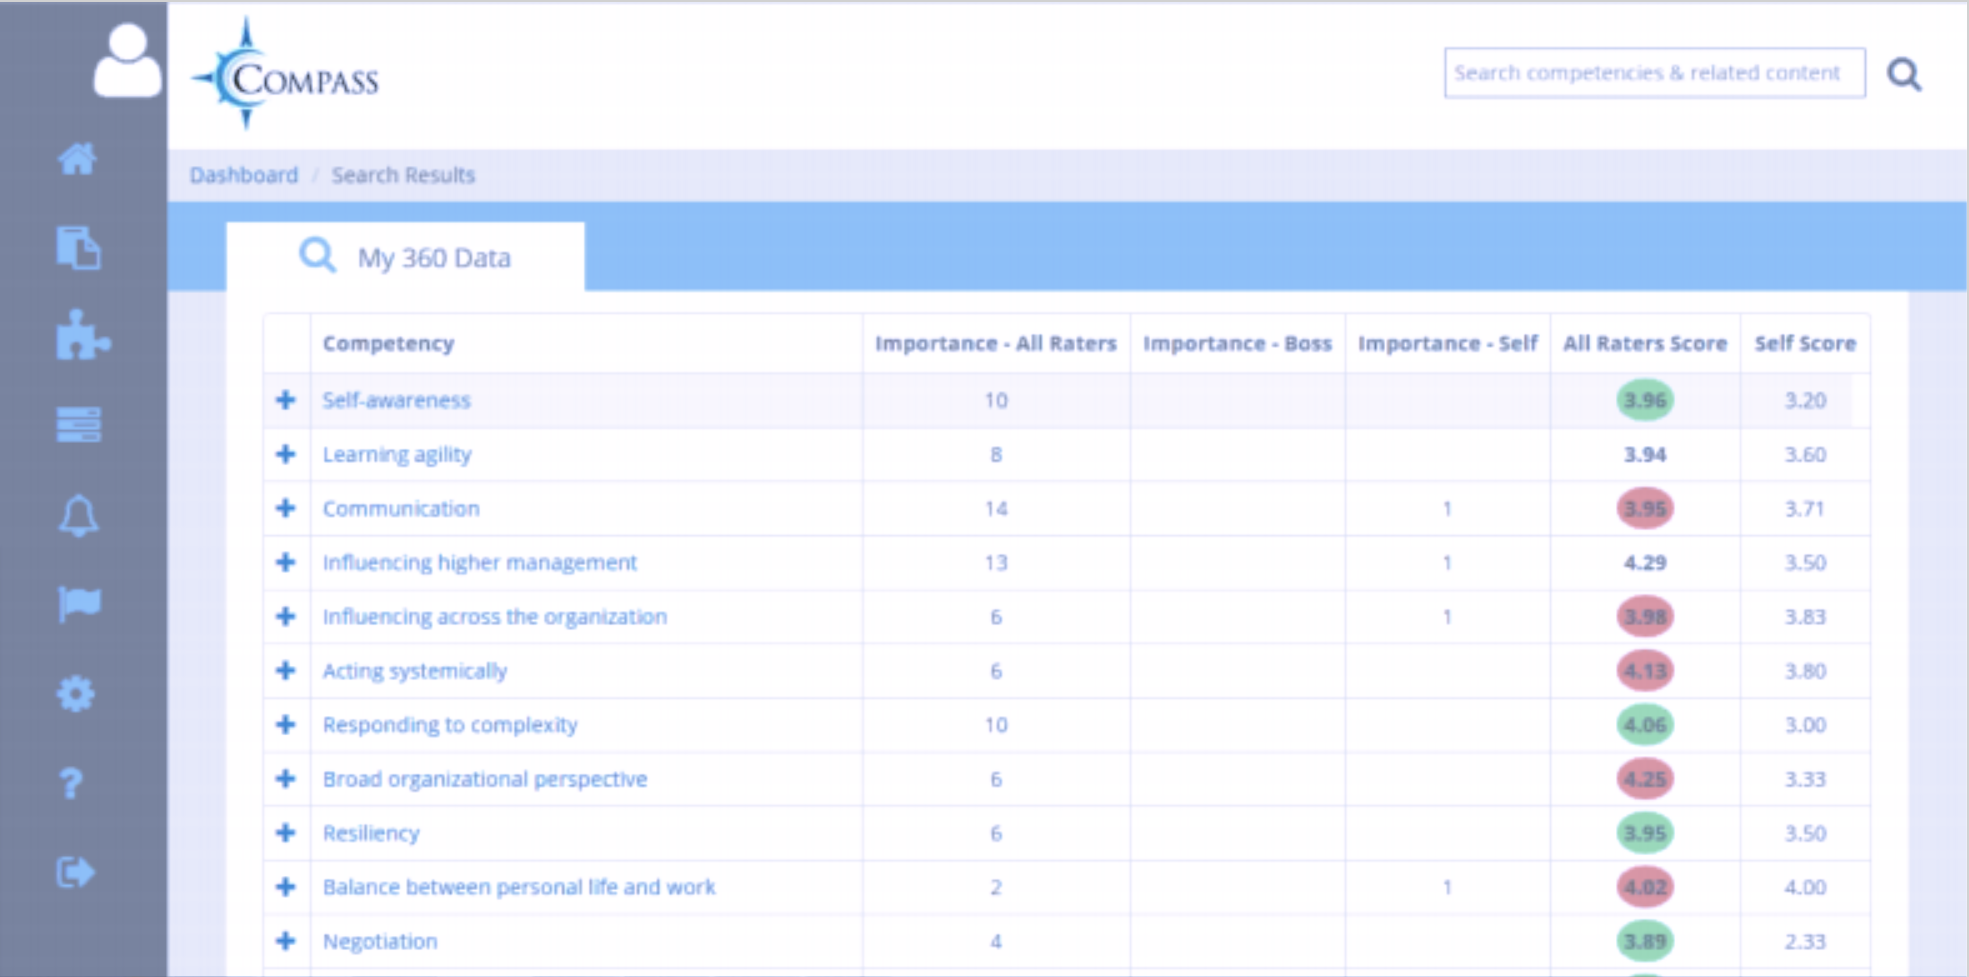 COMPASS
Search competencies & related content
Dashboard / Search Results
My 360 Data
Competency Importance - All Raters Importance - Boss Importance - Self All Raters Score Self Score
+ Self-awareness 10 3.96 3.20
+ Learning agility 8 3.94 3.60
+ Communication 14 1 3.95 3.71
+ Influencing higher management 13 1 4.29 3.50
+ Influencing across the organization 6 1 3.98 3.83
+ Acting systemically 6 4.13 3.80
+ Responding to complexity 10 4.06 3.00
+ Broad organizational perspective 6 4.25 3.33
+ Resiliency 6 3.95 3.50
+ Balance between personal life and work 2 1 4.02 4.00
+ Negotiation 4 3.89 2.33